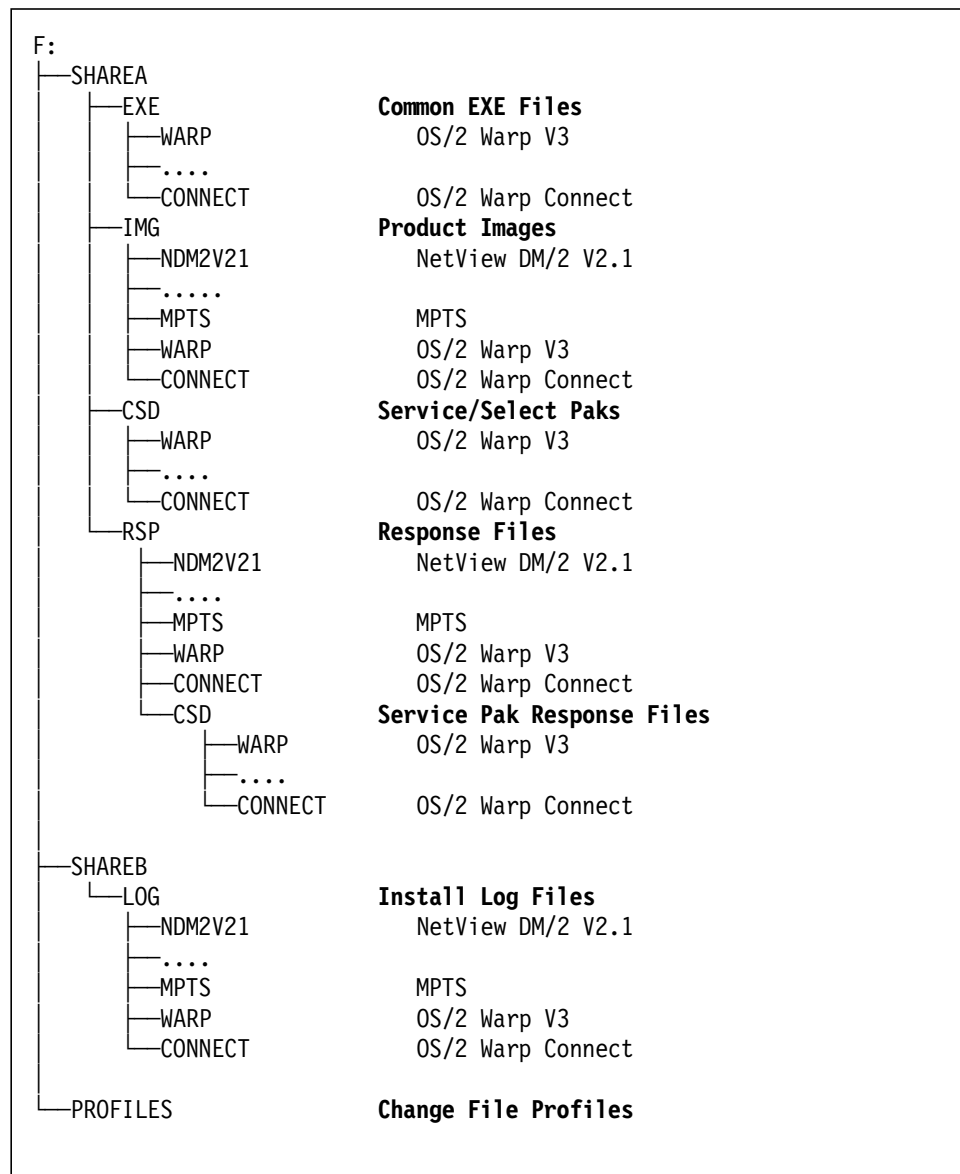 F:
SHAREA
EXE Common EXE Files
WARP OS/2 Warp V3
....
CONNECT OS/2 Warp Connect
IMG Product Images
NDM2V21 NetView DM/2 V2.1
.....
MPTS MPTS
WARP OS/2 Warp V3
CONNECT OS/2 Warp Connect
CSD Service/Select Paks
WARP OS/2 Warp V3
....
CONNECT OS/2 Warp Connect
RSP Response Files
NDM2V21 NetView DM/2 V2.1
....
MPTS MPTS
WARP OS/2 Warp V3
CONNECT OS/2 Warp Connect
CSD Service Pak Response Files
WARP OS/2 Warp V3
....
CONNECT OS/2 Warp Connect
SHAREB
LOG Install Log Files
NDM2V21 NetView DM/2 V2.1
....
MPTS MPTS
WARP OS/2 Warp V3
CONNECT OS/2 Warp Connect
PROFILES Change File Profiles